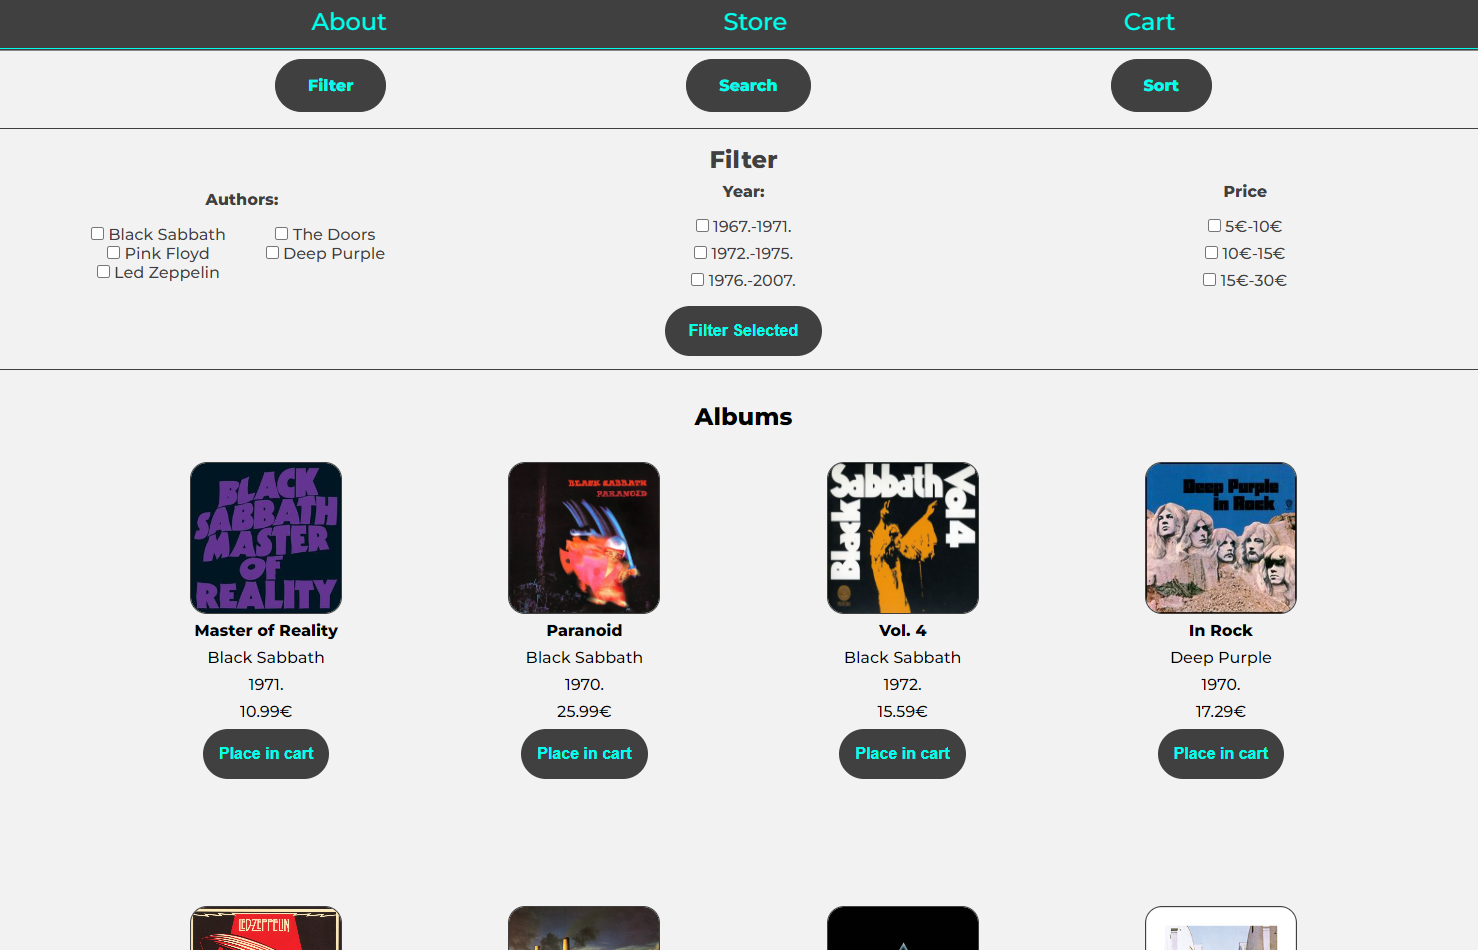 About Store Cart
Filter Search Sort
Filter
Authors:
Black Sabbath The Doors
Pink Floyd Deep Purple
Led Zeppelin
Year:
1967.-1971.
1972.-1975.
1976.-2007.
Price
5€-10€
10€-15€
15€-30€
Filter Selected
Albums
BLACK
SABBATH
MASTER
OF
REALITY
Master of Reality
Black Sabbath
1971.
10.99€
Place in cart
BLACK SABBATH
PARANOID
Paranoid
Black Sabbath
1970.
25.99€
Place in cart
Black Sabbath Vol 4
Vol. 4
Black Sabbath
1972.
15.59€
Place in cart
Deep Purple
in Rock
In Rock
Deep Purple
1970.
17.29€
Place in cart
LED-ZEPPELIN